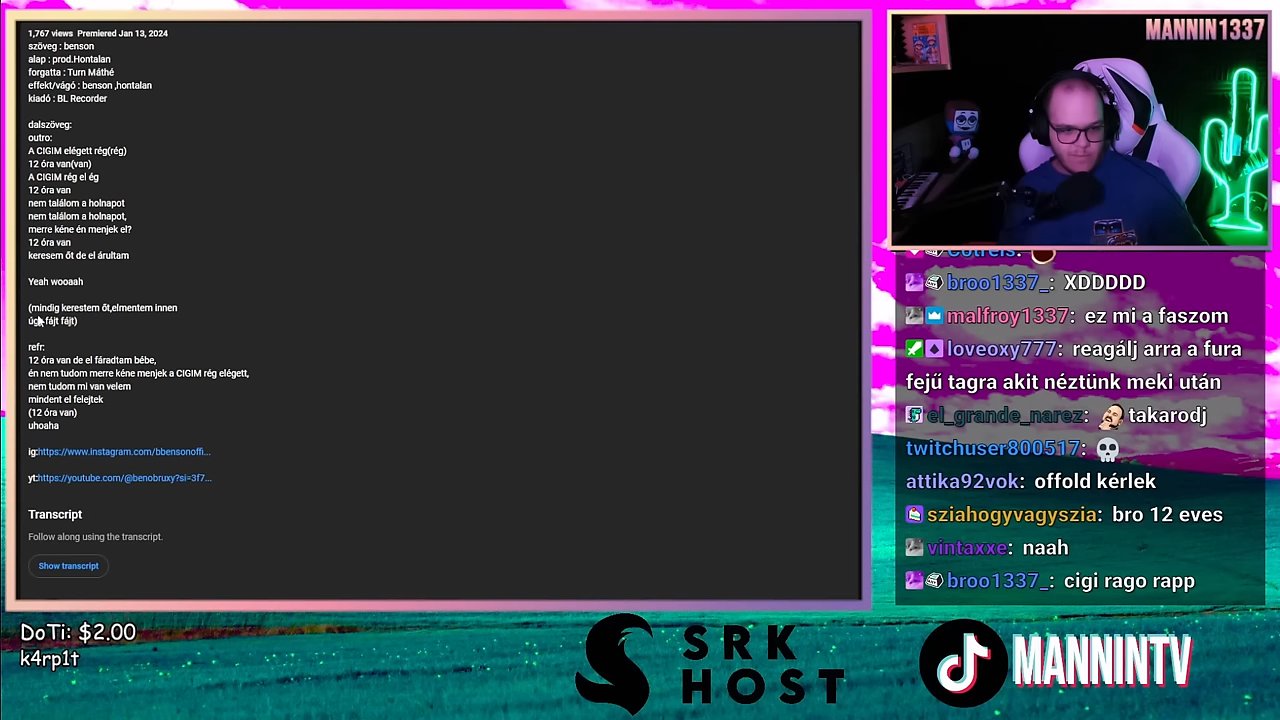 1,767 views  Premiered Jan 13, 2024
szöveg : benson
alap : prod.Hontalan
forgatta : Turn Máthé
effekt/vágó : benson ,hontalan
kiadó : BL Recorder
dalszöveg:
outro:
A CIGIM elégett rég(rég)
12 óra van(van)
A CIGIM rég el ég
12 óra van
nem találom a holnapot
nem találom a holnapot,
merre kéne én menjek el?
12 óra van
keresem őt de el árultam
Yeah wooaah
(mindig kerestem őt,elmentem innen
fájt fájt)
refr:
12 óra van de el fáradtam bébe,
én nem tudom merre kéne menjek a CIGIM rég elégett,
nem tudom mi van velem
mindent el felejtek
(12 óra van)
uhoaha
Ig:https://www.instagram.com/bbensonoffi...
yt:https://youtube.com/@benobruxy?si=3f7...
Transcript
Follow along using the transcript.
Show transcript
MANNIN1337
broo1337_: XDDDDD
malfroy1337: ez mi a faszom
loveoxy777: reagálj arra a fura
fejű tagra akit néztünk meki után
el_grande_narez: takarodj
twitchuser800517:
attika92vok: offold kérlek
sziahogyvagyszia: bro 12 eves
vintaxxe: naah
broo1337_: cigi rago rapp
DoTi: $2.00
k4rp1t
SRK
HOST
MANNINTV